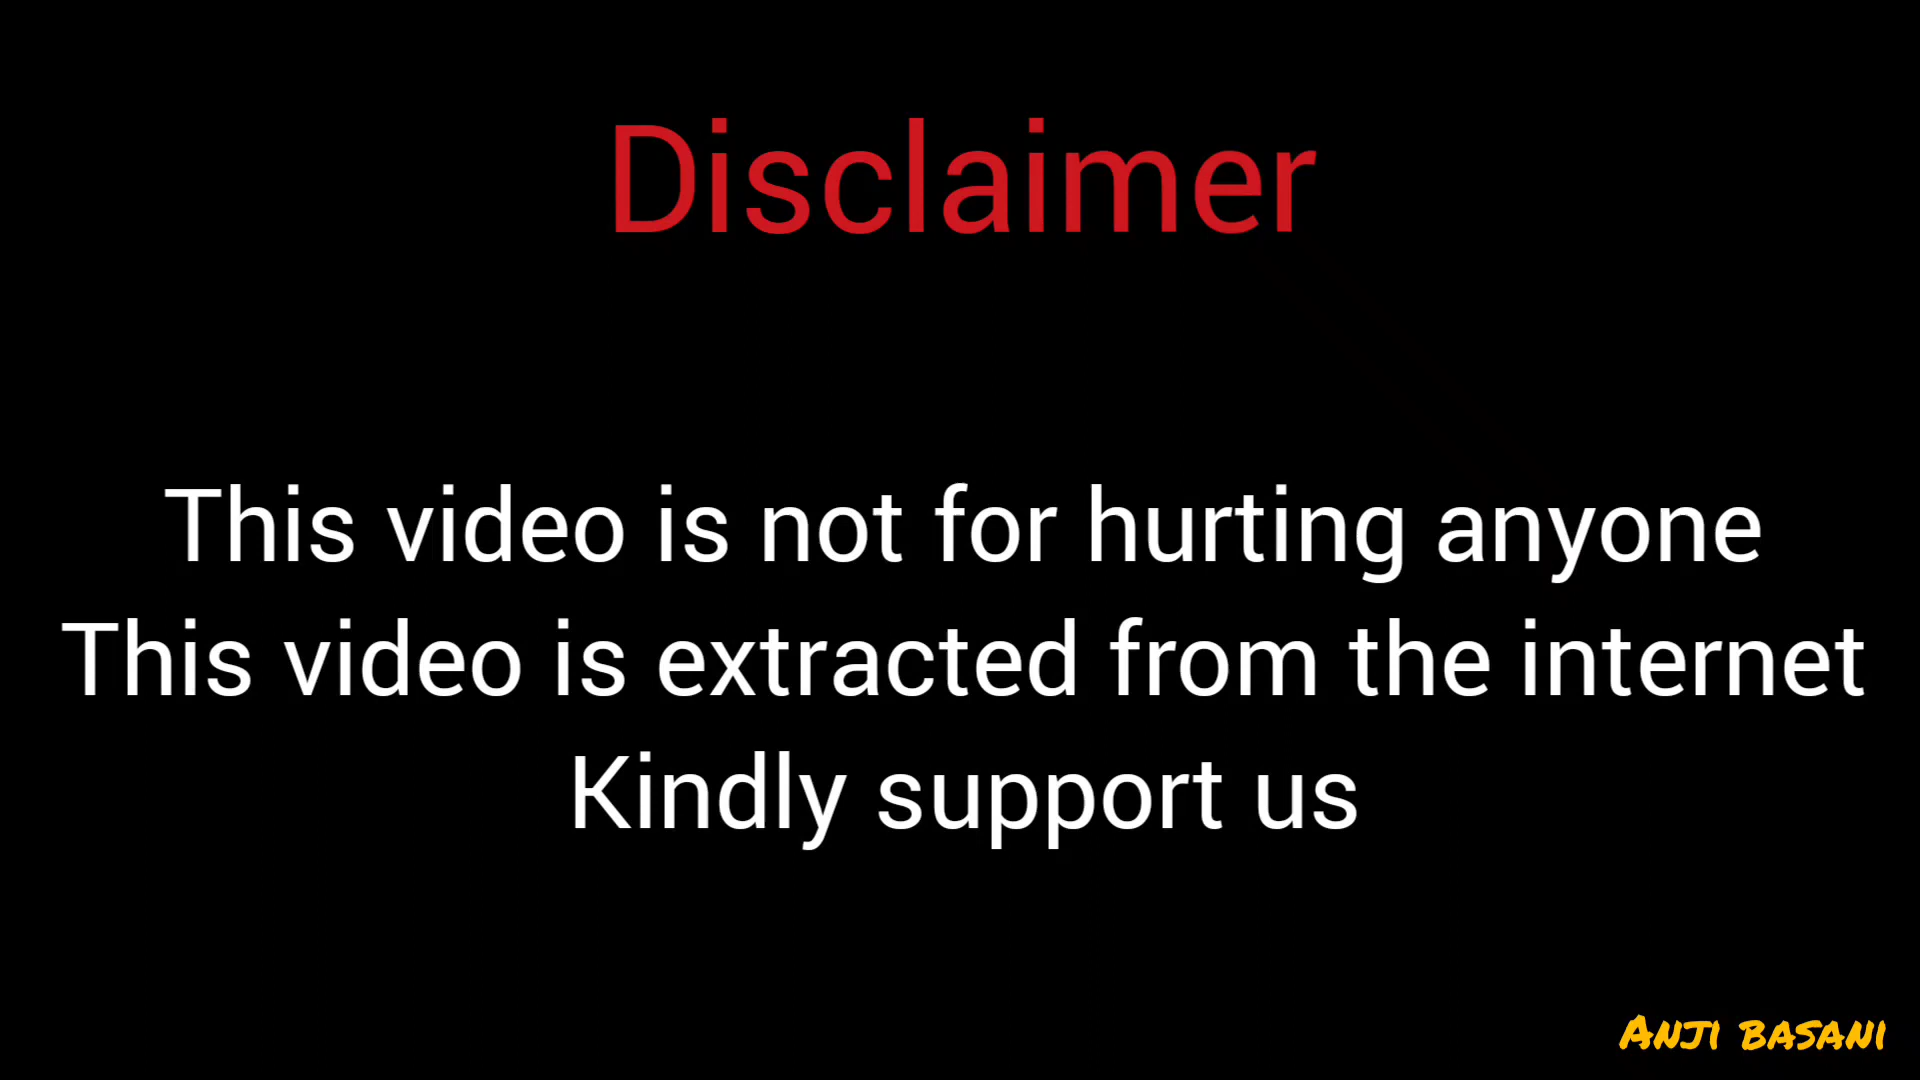 Disclaimer
This video is not for hurting anyone
This video is extracted from the internet
Kindly support us
ANJI BASANI